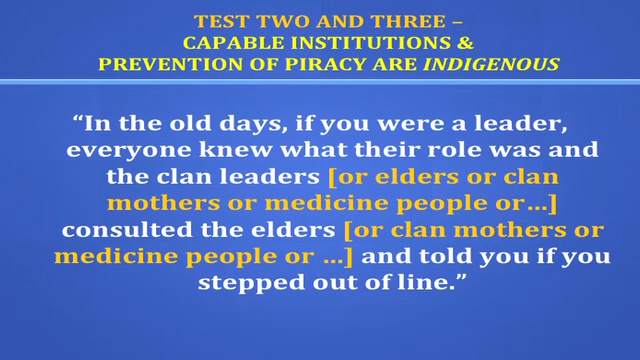 TEST TWO AND THREE –
CAPABLE INSTITUTIONS &
PREVENTION OF PIRACY ARE INDIGENOUS
“In the old days, if you were a leader,
everyone knew what their role was and
the clan leaders [or elders or clan
mothers or medicine people or…]
consulted the elders [or clan mothers or
medicine people or …] and told you if you
stepped out of line.”